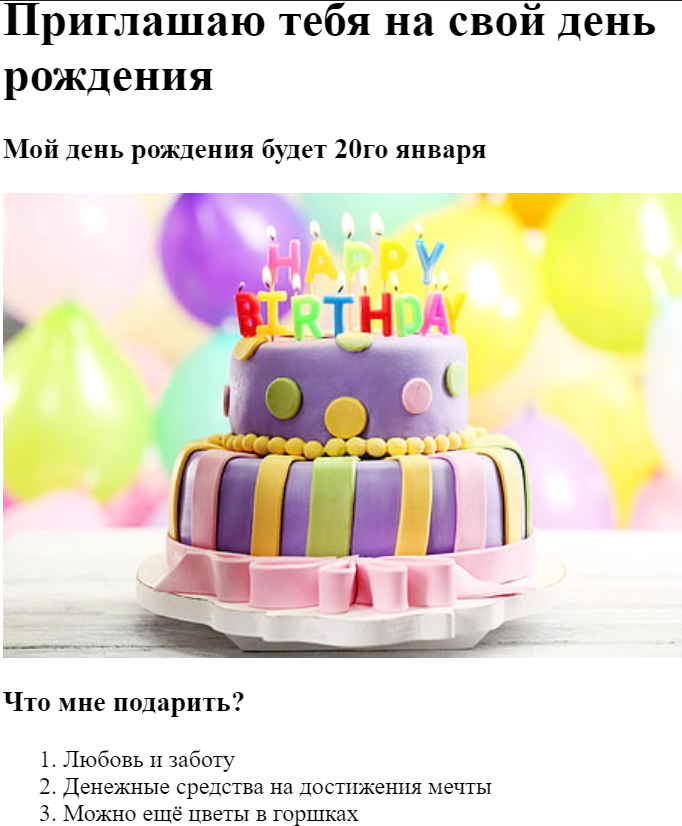 Приглашаю тебя на свой день
рождения
Мой день рождения будет 20го января
HAPPY
BIRTHDAY
Что мне подарить?
1. Любовь и заботу
2. Денежные средства на достижения мечты
3. Можно ещё цветы в горшках